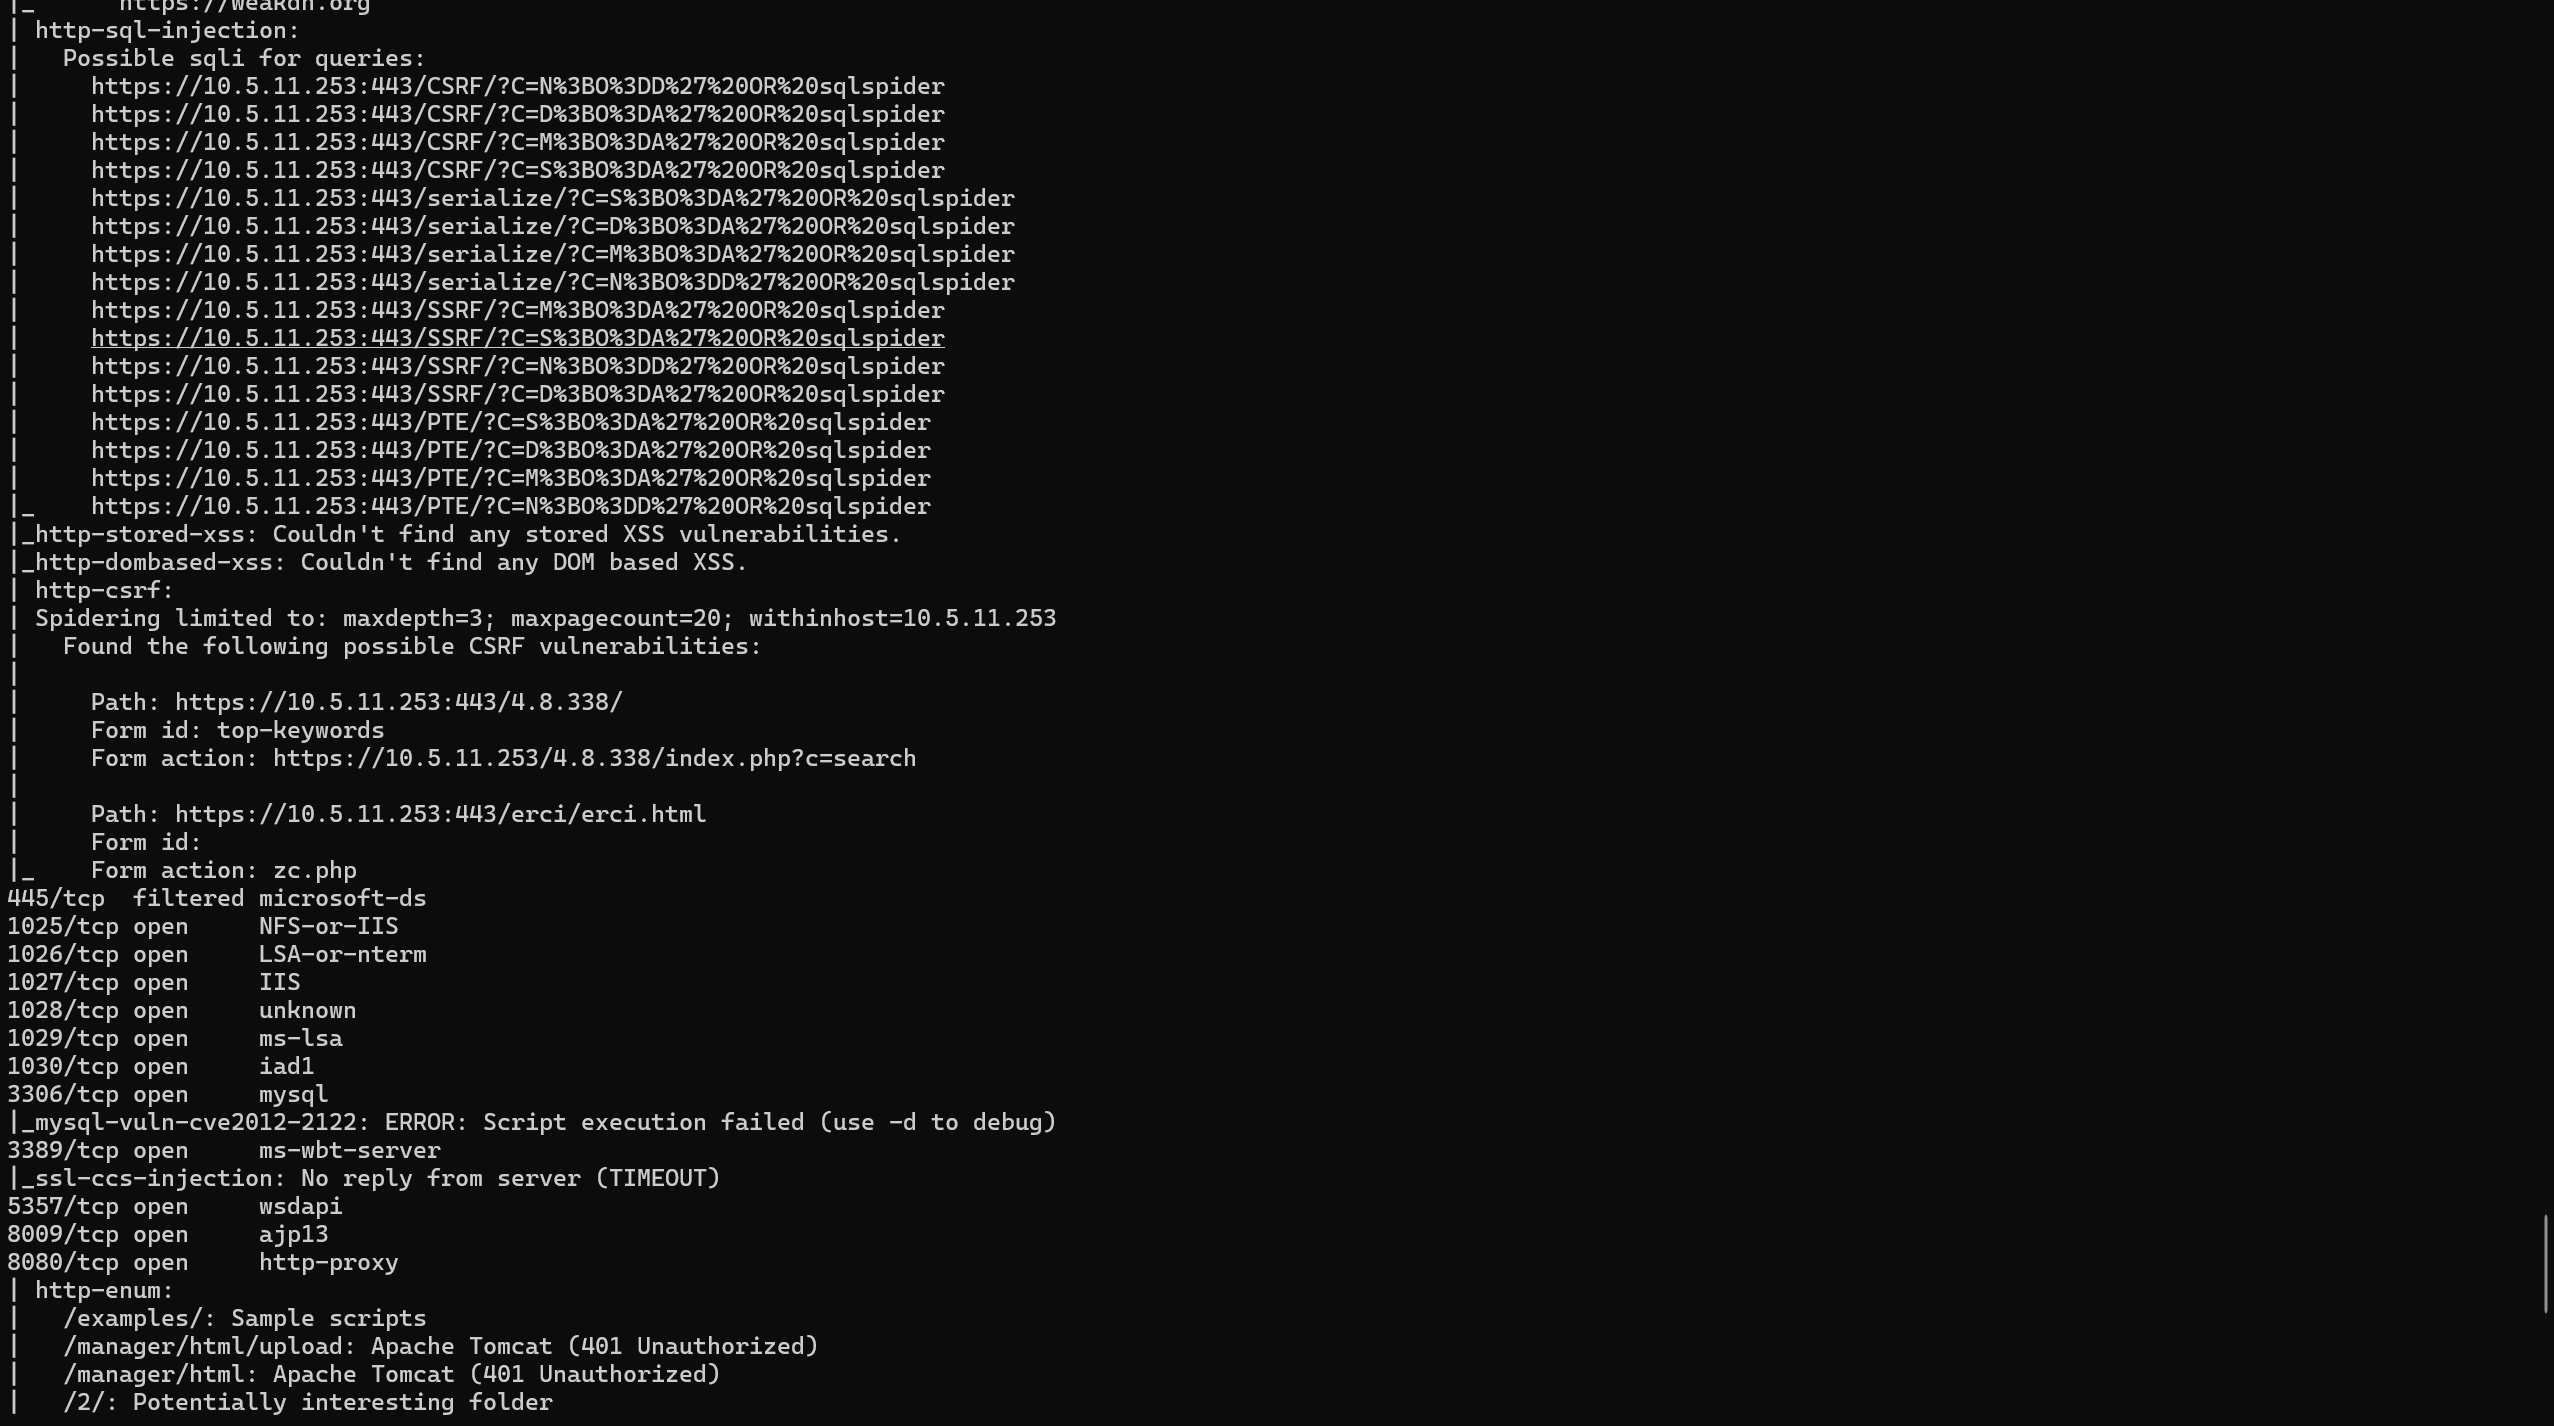 |_      https://weakdh.org
| http-sql-injection:
|   Possible sqli for queries:
|     https://10.5.11.253:443/CSRF/?C=N%3BO%3DD%27%20OR%20sqlspider
|     https://10.5.11.253:443/CSRF/?C=D%3BO%3DA%27%20OR%20sqlspider
|     https://10.5.11.253:443/CSRF/?C=M%3BO%3DA%27%20OR%20sqlspider
|     https://10.5.11.253:443/CSRF/?C=S%3BO%3DA%27%20OR%20sqlspider
|     https://10.5.11.253:443/serialize/?C=S%3BO%3DA%27%20OR%20sqlspider
|     https://10.5.11.253:443/serialize/?C=D%3BO%3DA%27%20OR%20sqlspider
|     https://10.5.11.253:443/serialize/?C=M%3BO%3DA%27%20OR%20sqlspider
|     https://10.5.11.253:443/serialize/?C=N%3BO%3DD%27%20OR%20sqlspider
|     https://10.5.11.253:443/SSRF/?C=M%3BO%3DA%27%20OR%20sqlspider
|     https://10.5.11.253:443/SSRF/?C=S%3BO%3DA%27%20OR%20sqlspider
|     https://10.5.11.253:443/SSRF/?C=N%3BO%3DD%27%20OR%20sqlspider
|     https://10.5.11.253:443/SSRF/?C=D%3BO%3DA%27%20OR%20sqlspider
|     https://10.5.11.253:443/PTE/?C=S%3BO%3DA%27%20OR%20sqlspider
|     https://10.5.11.253:443/PTE/?C=D%3BO%3DA%27%20OR%20sqlspider
|     https://10.5.11.253:443/PTE/?C=M%3BO%3DA%27%20OR%20sqlspider
|_    https://10.5.11.253:443/PTE/?C=N%3BO%3DD%27%20OR%20sqlspider
|_http-stored-xss: Couldn't find any stored XSS vulnerabilities.
|_http-dombased-xss: Couldn't find any DOM based XSS.
| http-csrf:
| Spidering limited to: maxdepth=3; maxpagecount=20; withinhost=10.5.11.253
|   Found the following possible CSRF vulnerabilities:
|
|     Path: https://10.5.11.253:443/4.8.338/
|     Form id: top-keywords
|     Form action: https://10.5.11.253/4.8.338/index.php?c=search
|
|     Path: https://10.5.11.253:443/erci/erci.html
|     Form id:
|_    Form action: zc.php
445/tcp  filtered microsoft-ds
1025/tcp open     NFS-or-IIS
1026/tcp open     LSA-or-nterm
1027/tcp open     IIS
1028/tcp open     unknown
1029/tcp open     ms-lsa
1030/tcp open     iad1
3306/tcp open     mysql
|_mysql-vuln-cve2012-2122: ERROR: Script execution failed (use -d to debug)
3389/tcp open     ms-wbt-server
|_ssl-ccs-injection: No reply from server (TIMEOUT)
5357/tcp open     wsdapi
8009/tcp open     ajp13
8080/tcp open     http-proxy
| http-enum:
|   /examples/: Sample scripts
|   /manager/html/upload: Apache Tomcat (401 Unauthorized)
|   /manager/html: Apache Tomcat (401 Unauthorized)
|   /2/: Potentially interesting folder